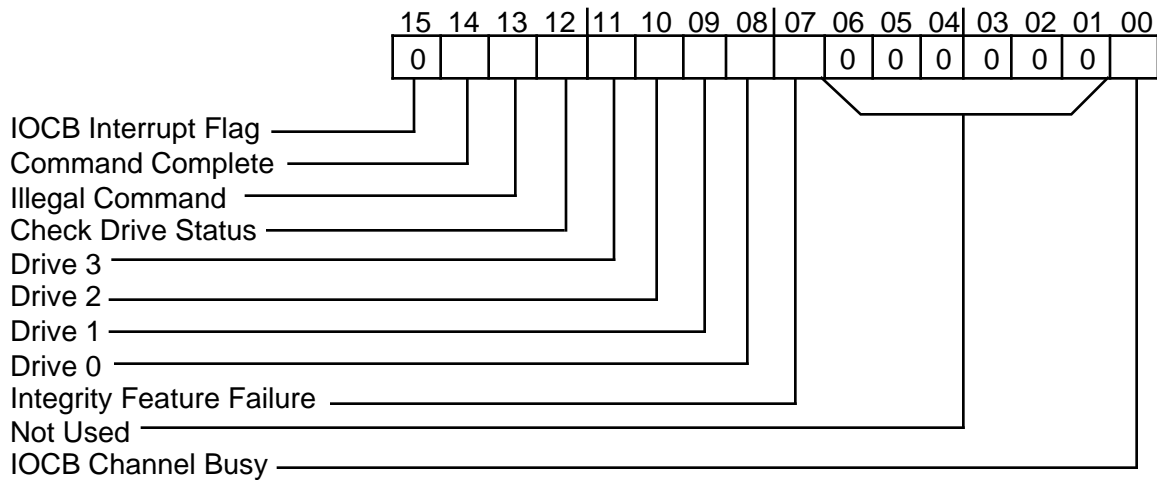 15 14 13 12 11 10 09 08 07 06 05 04 03 02 01 00
0 0 0 0 0 0 0
IOCB Interrupt Flag
Command Complete
Illegal Command
Check Drive Status
Drive 3
Drive 2
Drive 1
Drive 0
Integrity Feature Failure
Not Used
IOCB Channel Busy